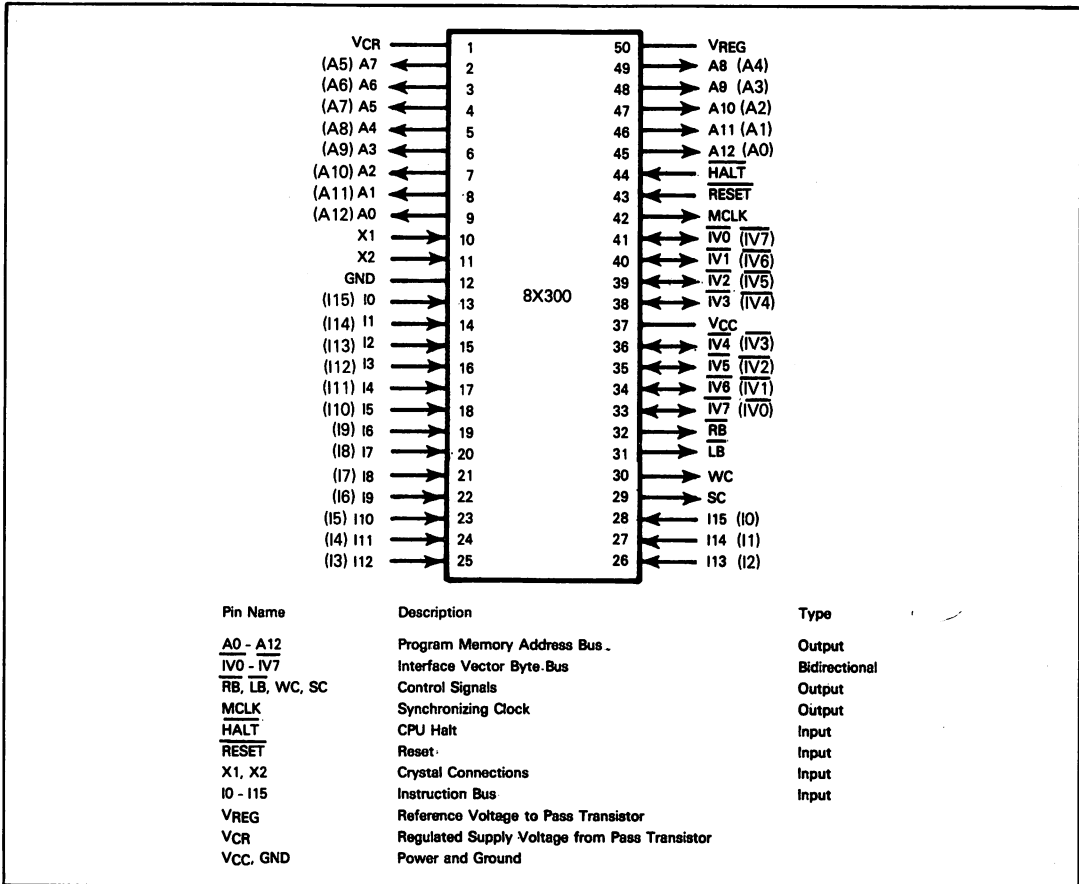 VCR 1 50 VREG
(A5) A7 2 49 A8 (A4)
(A6) A6 3 48 A9 (A3)
(A7) A5 4 47 A10 (A2)
(A8) A4 5 46 A11 (A1)
(A9) A3 6 45 A12 (A0)
(A10) A2 7 44 HALT
(A11) A1 8 43 RESET
(A12) A0 9 42 MCLK
X1 10 41 IV0 (IV7)
X2 11 40 IV1 (IV6)
GND 12 39 IV2 (IV5)
8X300
(I15) I0 13 38 IV3 (IV4)
(I14) I1 14 37 VCC
(I13) I2 15 36 IV4 (IV3)
(I12) I3 16 35 IV5 (IV2)
(I11) I4 17 34 IV6 (IV1)
(I10) I5 18 33 IV7 (IV0)
(I9) I6 19 32 RB
(I8) I7 20 31 LB
(I7) I8 21 30 WC
(I6) I9 22 29 SC
(I5) I10 23 28 I15 (I0)
(I4) I11 24 27 I14 (I1)
(I3) I12 25 26 I13 (I2)
Pin Name Description Type
A0 - A12 Program Memory Address Bus Output
IV0 - IV7 Interface Vector Byte Bus Bidirectional
RB, LB, WC, SC Control Signals Output
MCLK Synchronizing Clock Output
HALT CPU Halt Input
RESET Reset Input
X1, X2 Crystal Connections Input
I0 - I15 Instruction Bus Input
VREG Reference Voltage to Pass Transistor
VCR Regulated Supply Voltage from Pass Transistor
VCC, GND Power and Ground